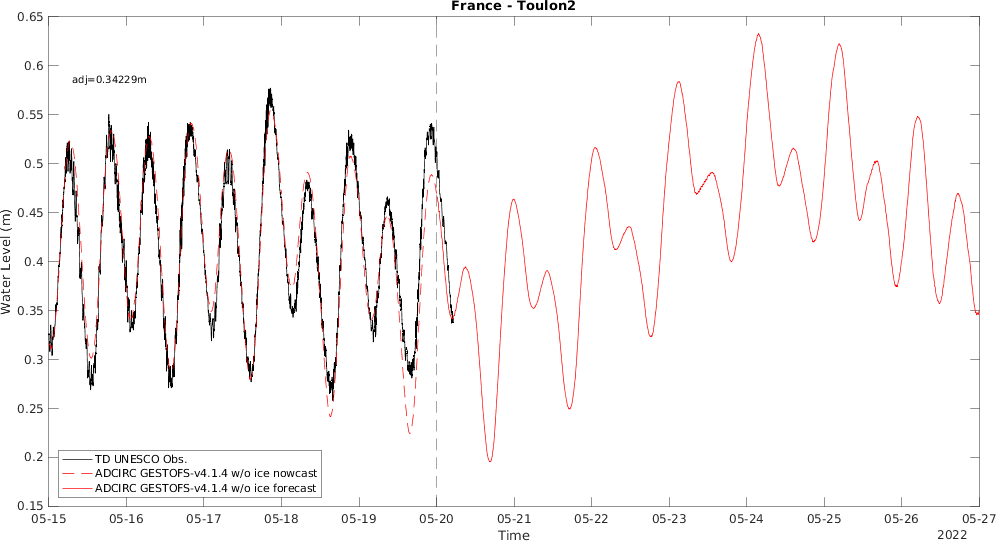 France - Toulon2
0.65
0.6
adj=0.34229m
0.55
0.5
0.45
0.4
0.35
0.3
0.25
0.2
0.15
Water Level (m)
TD UNESCO Obs.
ADCIRC GESTOFS-v4.1.4 w/o ice nowcast
ADCIRC GESTOFS-v4.1.4 w/o ice forecast
05-15 05-16 05-17 05-18 05-19 05-20 05-21 05-22 05-23 05-24 05-25 05-26 05-27
Time
2022